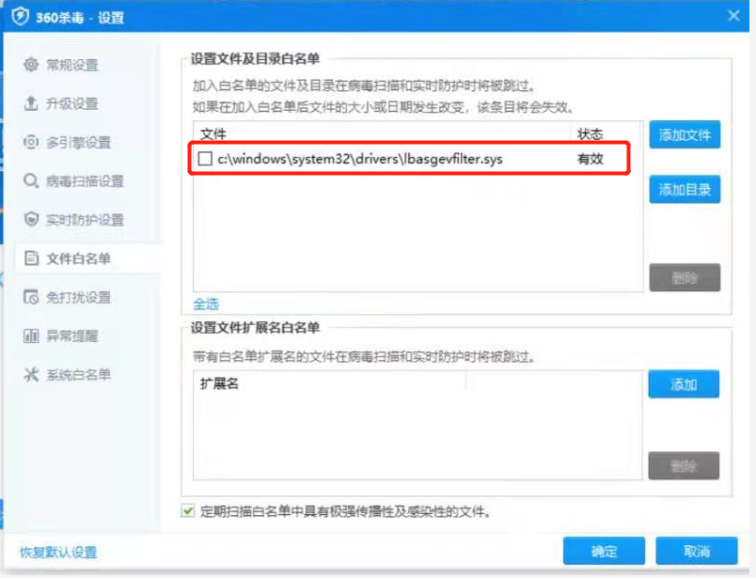 360杀毒 - 设置
常规设置
升级设置
多引擎设置
病毒扫描设置
实时防护设置
文件白名单
免打扰设置
异常提醒
系统白名单
设置文件及目录白名单
加入白名单的文件及目录在病毒扫描和实时防护时将被跳过。
如果在加入白名单后文件的大小或日期发生改变，该条目将会失效。
文件 状态
c:\windows\system32\drivers\lbasgevfilter.sys 有效
添加文件
添加目录
删除
全选
设置文件扩展名白名单
带有白名单扩展名的文件在病毒扫描和实时防护时将被跳过。
扩展名
添加
删除
定期扫描白名单中具有极强传播性及感染性的文件。
恢复默认设置
确定
取消